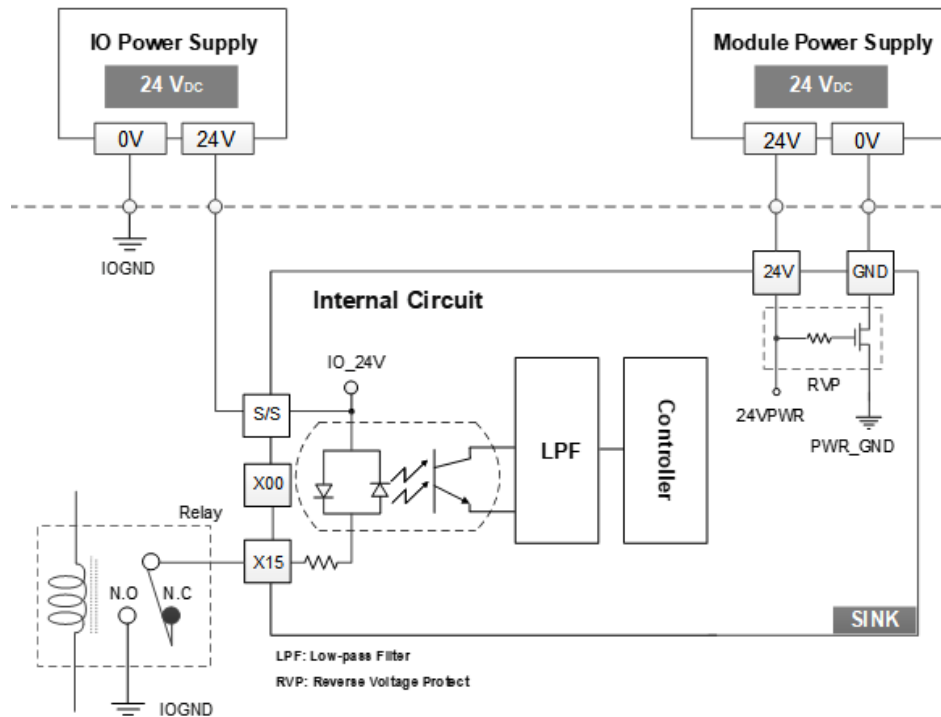 IO Power Supply
24 VDC
0V
24V
Module Power Supply
24 VDC
24V
0V
IOGND
24V
GND
Internal Circuit
IO_24V
RVP
24VPWR
PWR_GND
S/S
X00
X15
LPF
Controller
Relay
N.O
N.C
IOGND
SINK
LPF: Low-pass Filter
RVP: Reverse Voltage Protect